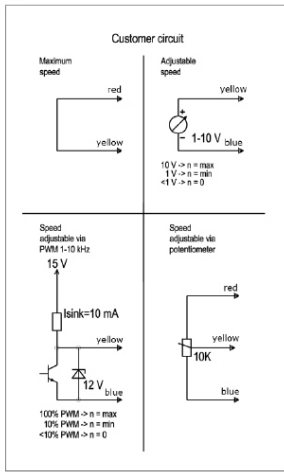 Customer circuit
Maximum
speed
red
yellow
Adjustable
speed
yellow
+
–
1-10 V
blue
10 V -> n = max
1 V -> n = min
<1 V -> n = 0
Speed
adjustable via
PWM 1-10 kHz
15 V
Isink=10 mA
yellow
12 V
blue
100% PWM -> n = max
10% PWM -> n = min
<10% PWM -> n = 0
Speed
adjustable via
potentiometer
red
yellow
10K
blue